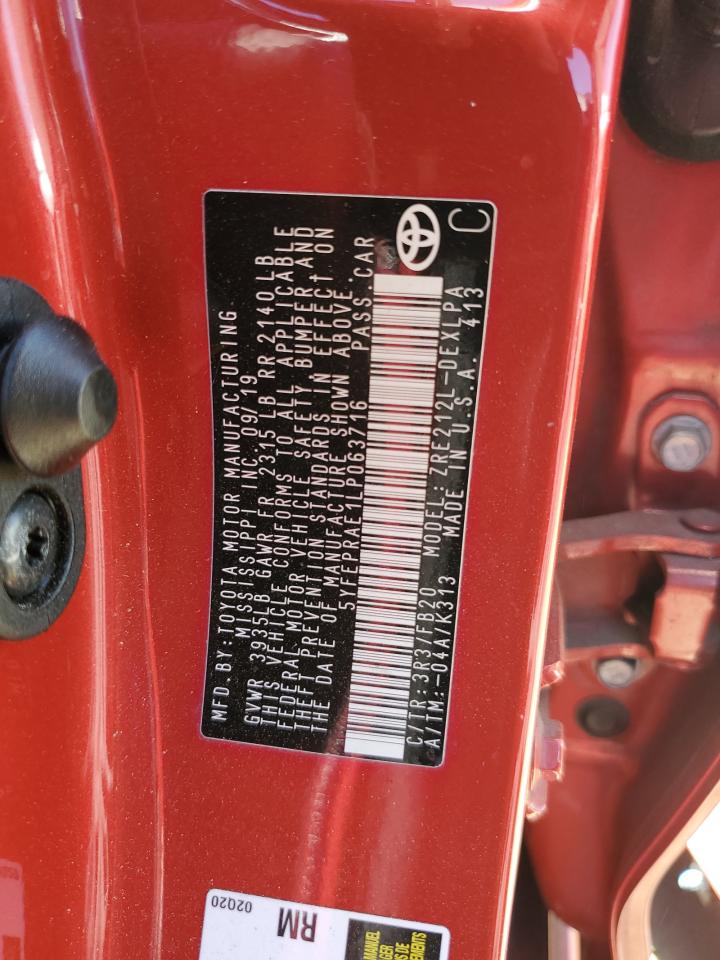 MFD. BY: TOYOTA MOTOR MANUFACTURING
MISSISSIPPI INC. 09/19
GVWR 3935LB GAWR FR 2315 LB RR 2140 LB
THIS VEHICLE CONFORMS TO ALL APPLICABLE
FEDERAL MOTOR VEHICLE SAFETY BUMPER AND
THEFT PREVENTION STANDARDS IN EFFECT ON
THE DATE OF MANUFACTURE SHOWN ABOVE
5YFEPRAE1LP063716 PASS. CAR
C/TR: 3R3/FB20 MODEL: ZRE212L-DEXLPA
A/TM: -04A/K313 MADE IN U.S.A. 413
C
02020
RM
MANUEL